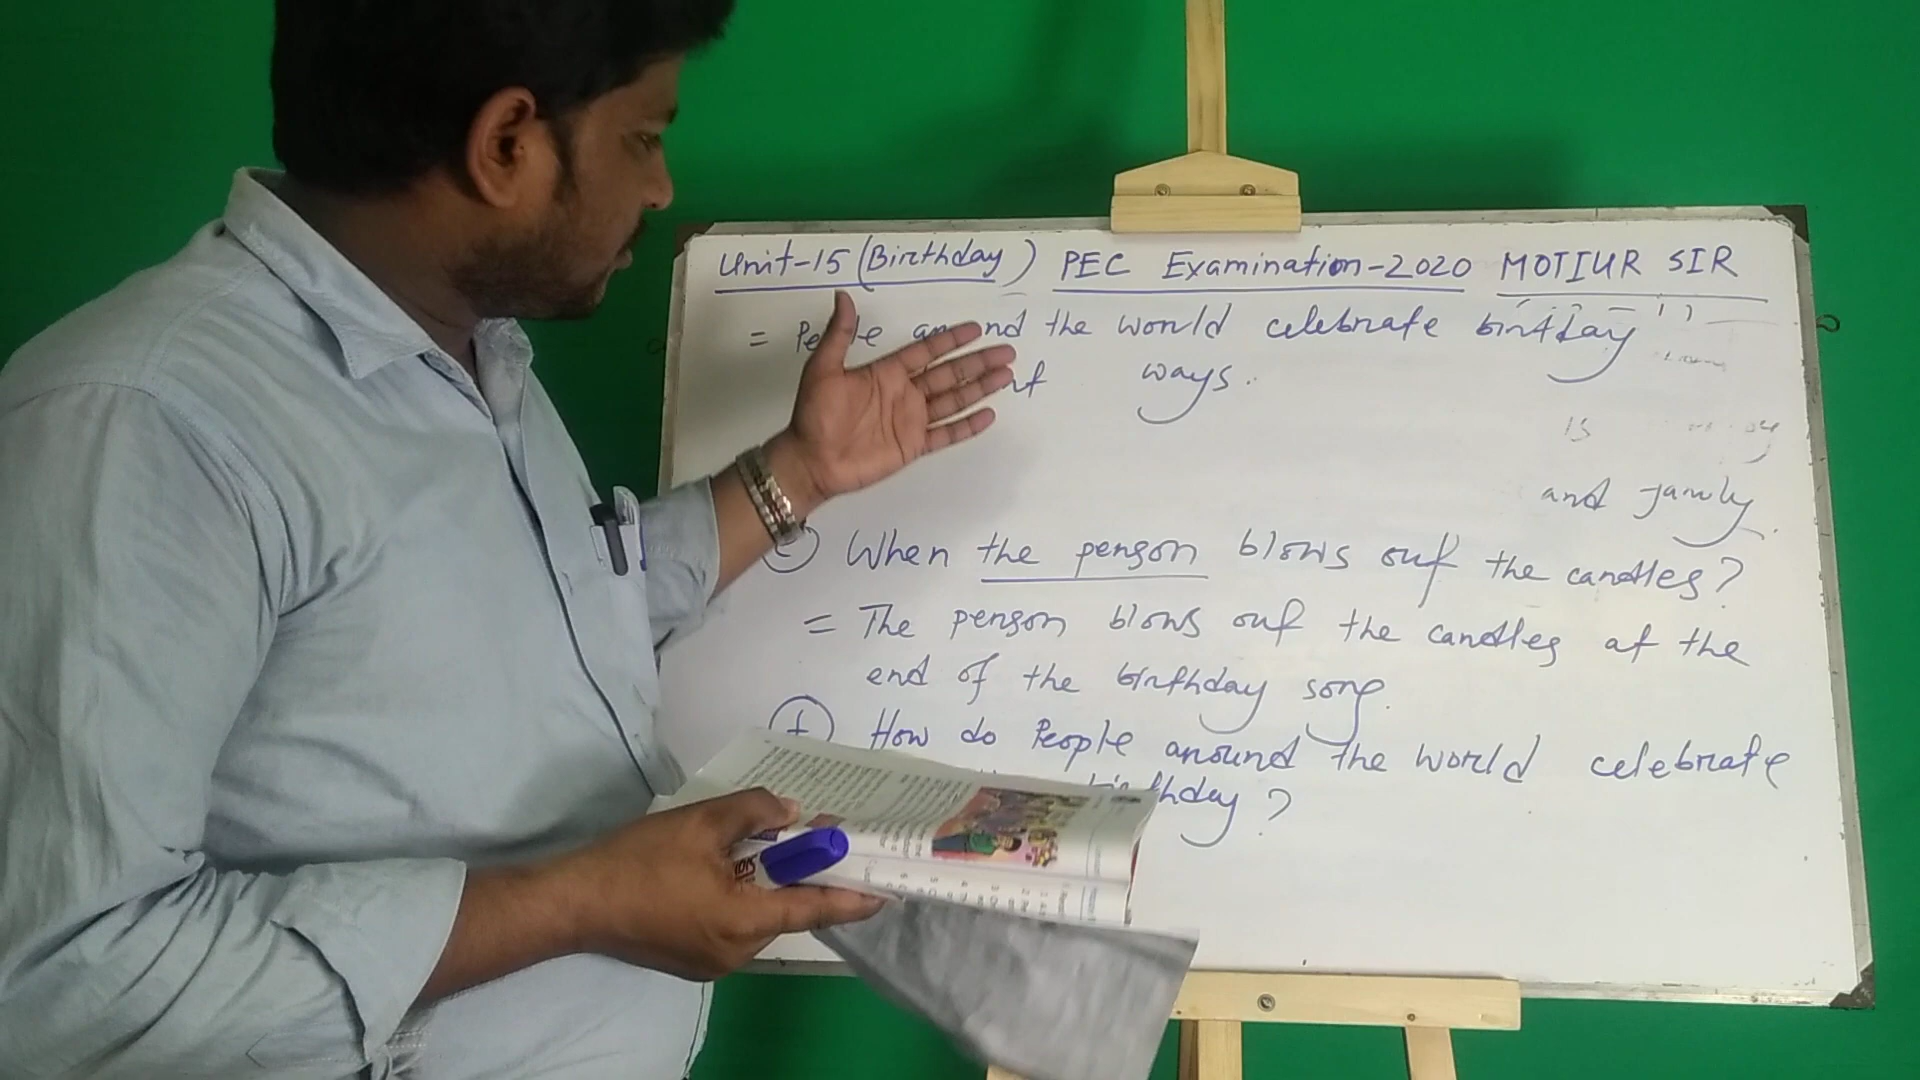 Unit-15 (Birthday) PEC Examination-2020 MOTIUR SIR
= the world celebrate birthday
ways.
is
and family.
When the person blows out the candles?
= The person blows out the candles at the
end of the birthday song.
f How do People around the world celebrate
birthday?